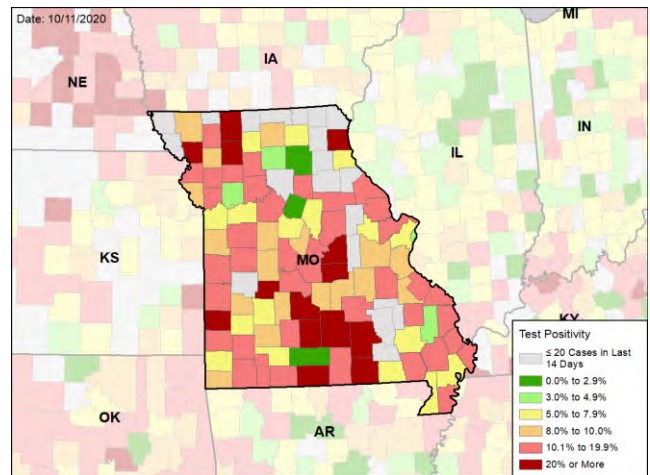 Date: 10/11/2020
MI
IA
NE
IL
IN
KS
MO
KY
OK
AR
Test Positivity
≤ 20 Cases in Last
14 Days
0.0% to 2.9%
3.0% to 4.9%
5.0% to 7.9%
8.0% to 10.0%
10.1% to 19.9%
20% or More